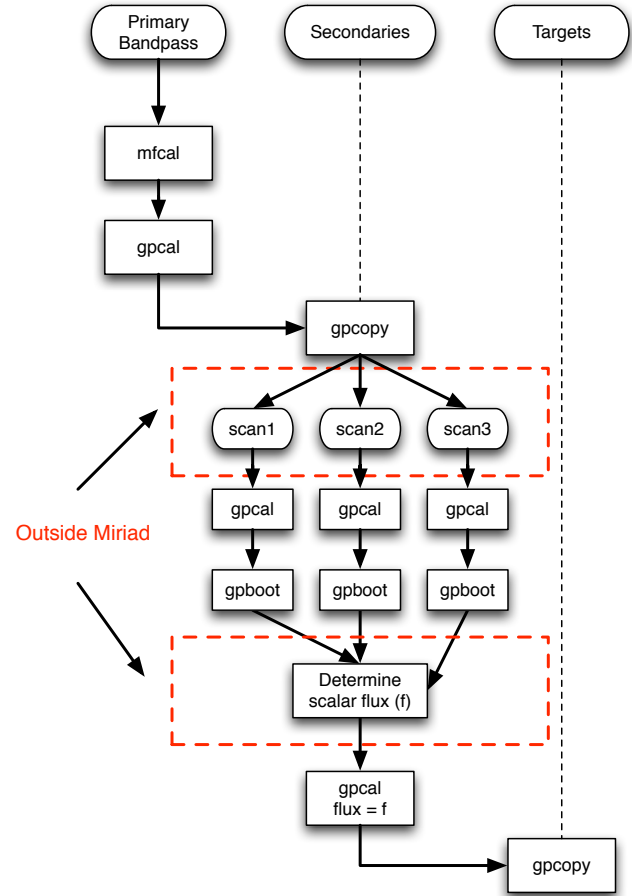 Primary
Bandpass
Secondaries
Targets
mfcal
gpcal
gpcopy
scan1
scan2
scan3
gpcal
gpcal
gpcal
Outside Miriad
gpboot
gpboot
gpboot
Determine
scalar flux (f)
gpcal
flux = f
gpcopy